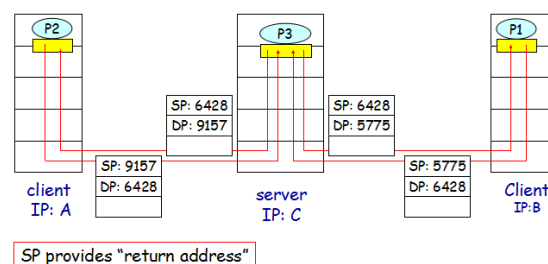 P2
P3
P1
SP: 6428
DP: 9157
SP: 6428
DP: 5775
SP: 9157
DP: 6428
SP: 5775
DP: 6428
client
IP: A
server
IP: C
Client
IP:B
SP provides “return address”